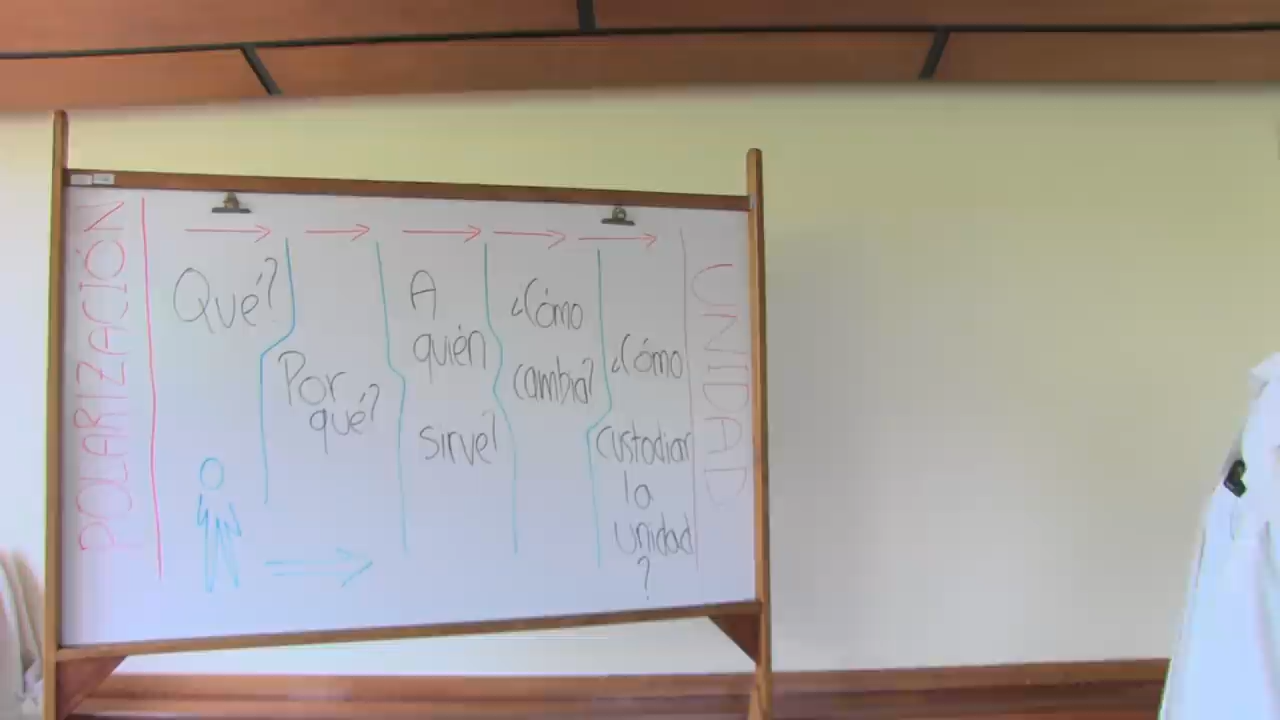 POLARIZACIÓN
Qué?
Por
qué?
A
quién
sirve?
¿Cómo
cambia?
¿Cómo
custodiar
la
unidad
?
UNIDAD